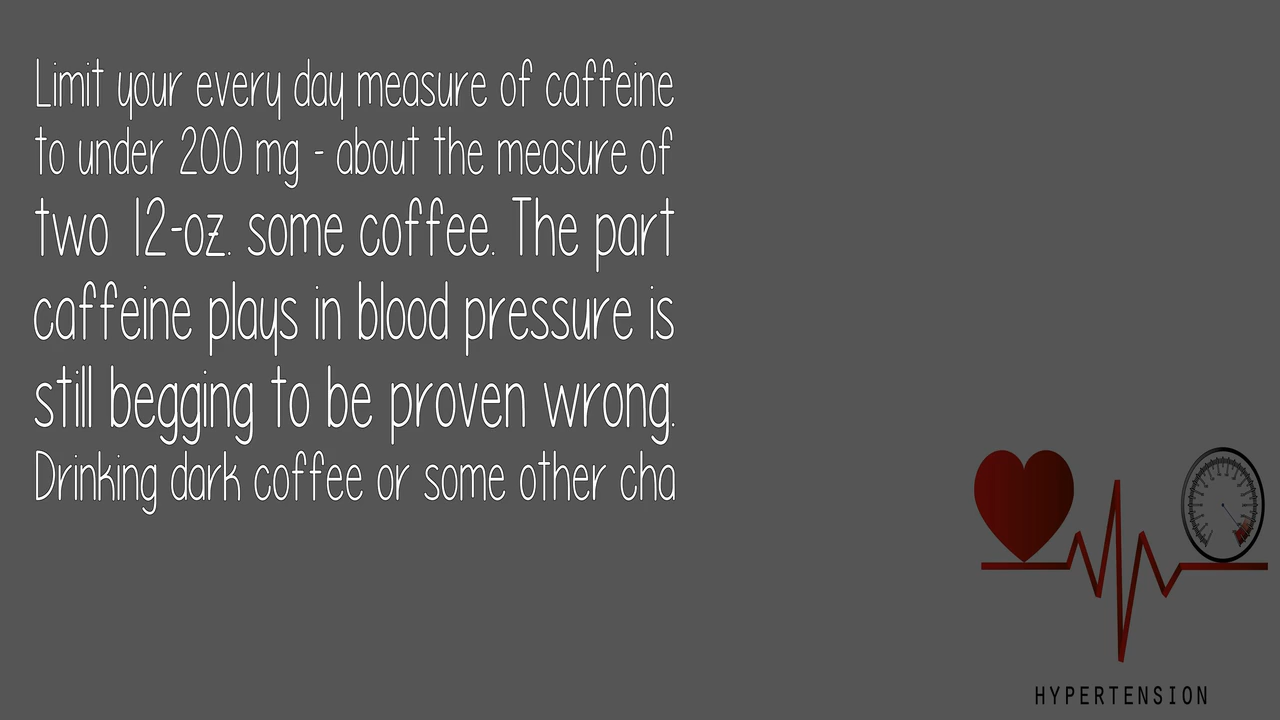 Limit your every day measure of caffeine
to under 200 mg - about the measure of
two 12-oz. some coffee. The part
caffeine plays in blood pressure is
still begging to be proven wrong.
Drinking dark coffee or some other cha
HYPERTENSION